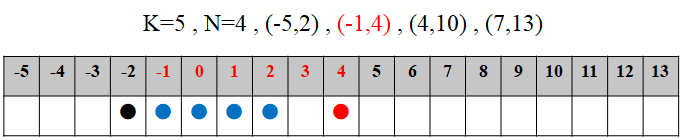 K=5 , N=4 , (-5,2) , (-1,4) , (4,10) , (7,13)
-5 -4 -3 -2 -1 0 1 2 3 4 5 6 7 8 9 10 11 12 13